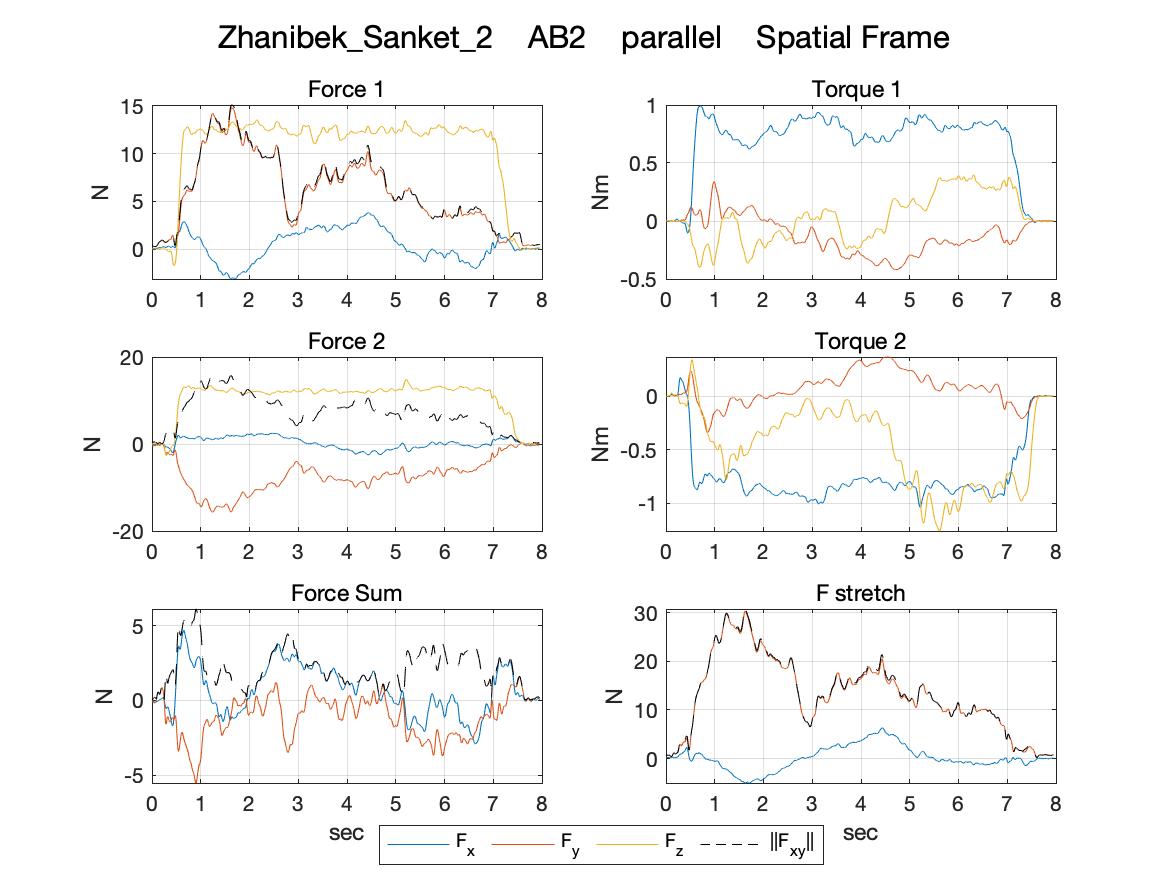 Zhanibek_Sanket_2 AB2 parallel Spatial Frame
Force 1
15
10
5
0
N
0 1 2 3 4 5 6 7 8
Torque 1
1
0.5
0
-0.5
Nm
0 1 2 3 4 5 6 7 8
Force 2
20
0
-20
N
0 1 2 3 4 5 6 7 8
Torque 2
0
-0.5
-1
Nm
0 1 2 3 4 5 6 7 8
Force Sum
5
0
-5
N
0 1 2 3 4 5 6 7 8
sec
F stretch
30
20
10
0
N
0 1 2 3 4 5 6 7 8
sec
F_x F_y F_z ||F_xy||